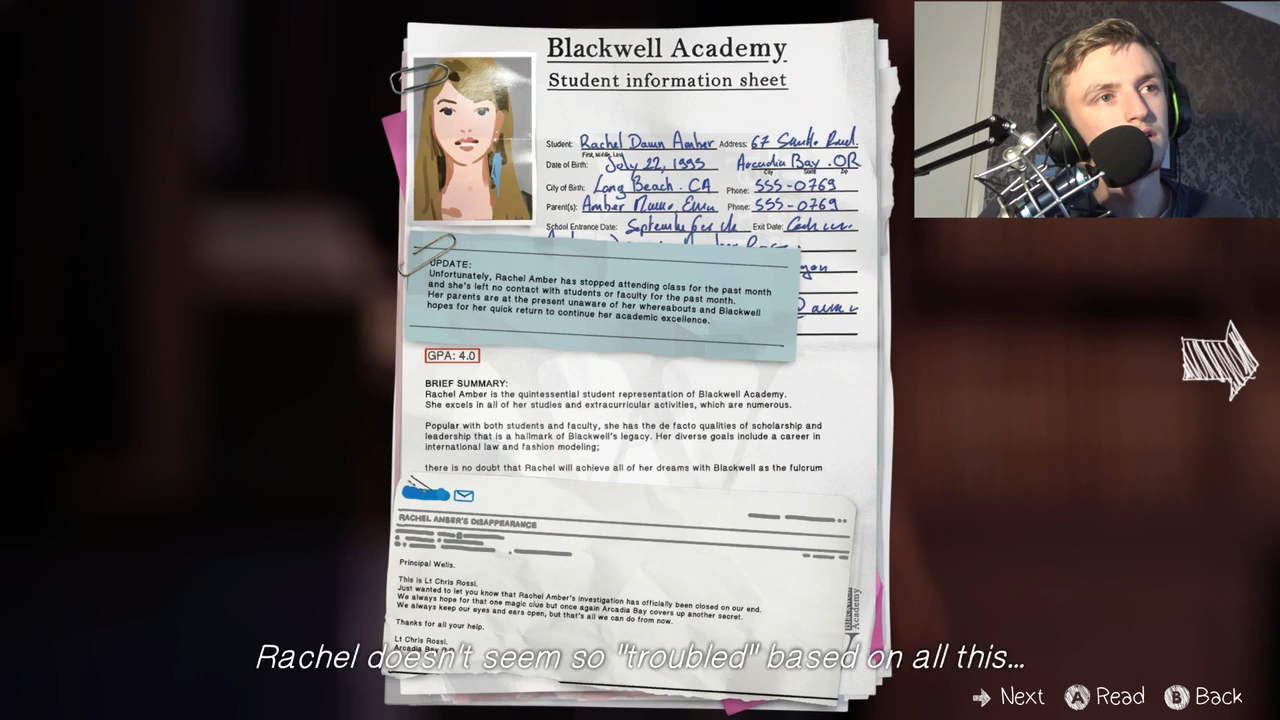 Blackwell Academy
Student information sheet
Student: Rachel Dawn Amber Address: 67
First, Middle, Last
Date of Birth: July 22, 1995 Arcadia Bay . OR
City State Zip
City of Birth: Long Beach . CA Phone: 555-0769
Parent(s): Amber Phone: 555-0769
School Entrance Date: Exit Date:
UPDATE:
Unfortunately, Rachel Amber has stopped attending class for the past month
and she's left no contact with students or faculty for the past month.
Her parents are at the present unaware of her whereabouts and Blackwell
hopes for her quick return to continue her academic excellence.
GPA: 4.0
BRIEF SUMMARY:
Rachel Amber is the quintessential student representation of Blackwell Academy.
She excels in all of her studies and extracurricular activities, which are numerous.
Popular with both students and faculty, she has the de facto qualities of scholarship and
leadership that is a hallmark of Blackwell's legacy. Her diverse goals include a career in
international law and fashion modeling;
there is no doubt that Rachel will achieve all of her dreams with Blackwell as the fulcrum
RACHEL AMBER'S DISAPPEARANCE
Principal Wells.
This is Lt Chris Rossi.
Just wanted to let you know that Rachel Amber's investigation has officially been closed on our end.
We always hope for that one magic clue but once again Arcadia Bay covers up another secret.
We always keep our eyes and ears open, but that's all we can do from now.
Thanks for all your help.
Lt Chris Rossi.
Arcadia Bay
Blackwell
Academy
Rachel doesn't seem so "troubled" based on all this...
Next A Read B Back